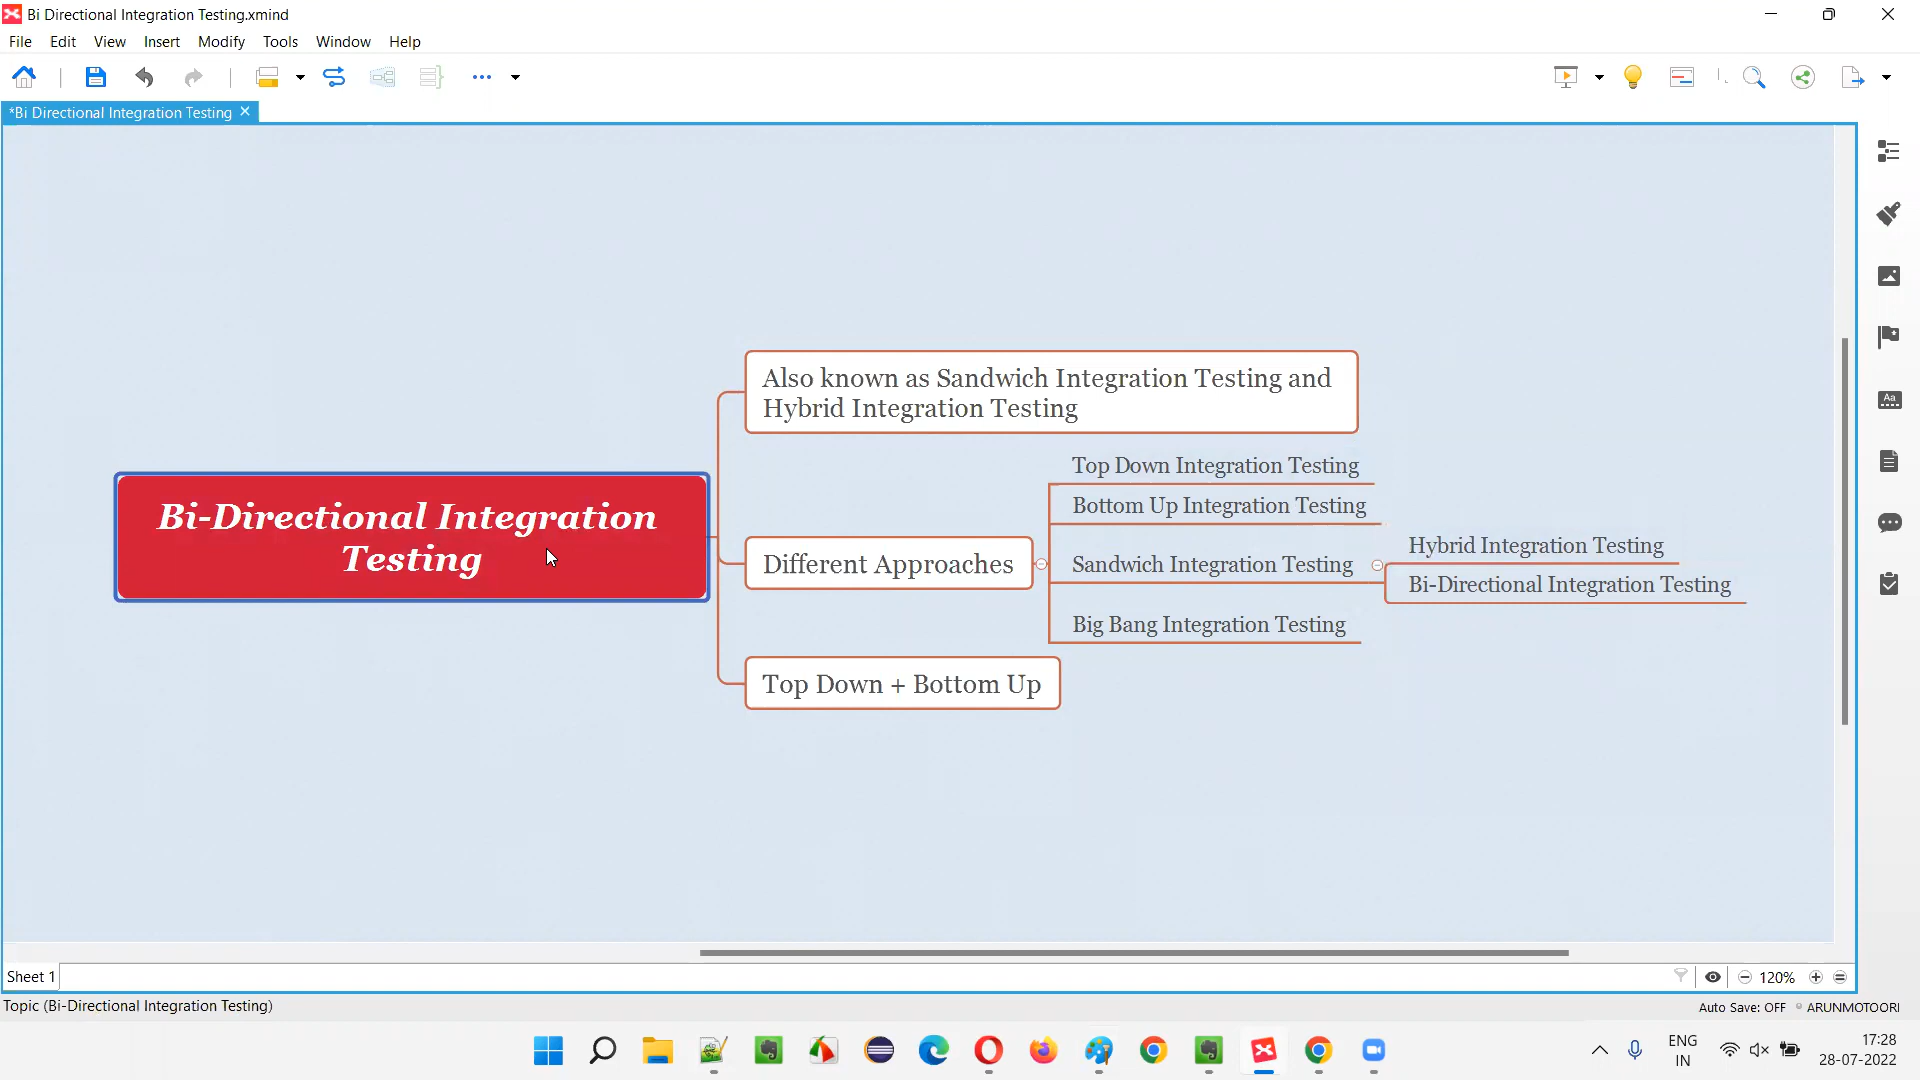 Bi Directional Integration Testing.xmind
File Edit View Insert Modify Tools Window Help
*Bi Directional Integration Testing
Also known as Sandwich Integration Testing and
Hybrid Integration Testing
Bi-Directional Integration
Testing
Different Approaches
Top Down Integration Testing
Bottom Up Integration Testing
Sandwich Integration Testing
Hybrid Integration Testing
Bi-Directional Integration Testing
Big Bang Integration Testing
Top Down + Bottom Up
Aa
Sheet 1
120%
Topic (Bi-Directional Integration Testing)
Auto Save: OFF
ARUNMOTOORI
ENG
IN
17:28
28-07-2022